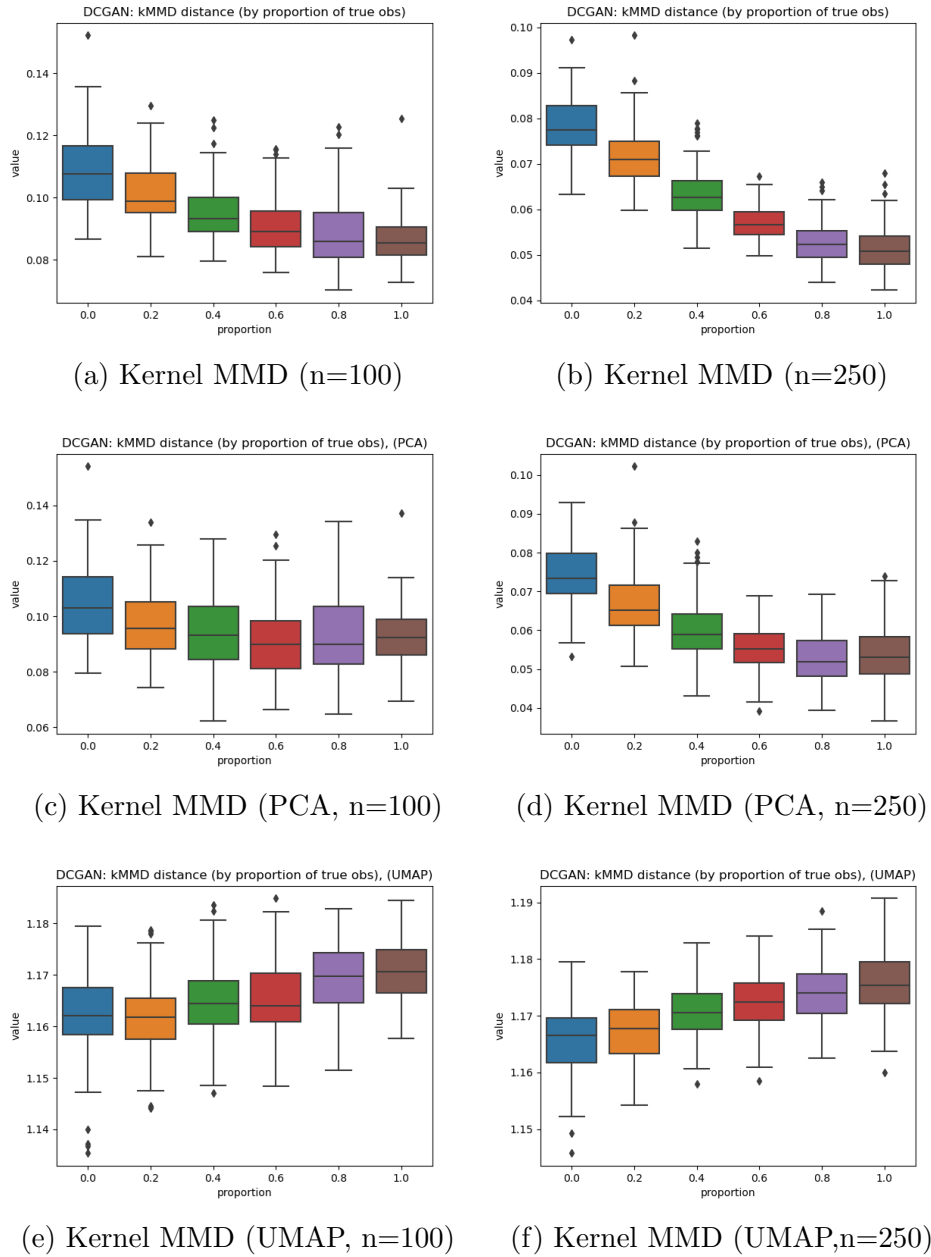 DCGAN: kMMD distance (by proportion of true obs)
value
0.14
0.12
0.10
0.08
0.0 0.2 0.4 0.6 0.8 1.0
proportion
(a) Kernel MMD (n=100)
DCGAN: kMMD distance (by proportion of true obs)
value
0.10
0.09
0.08
0.07
0.06
0.05
0.04
0.0 0.2 0.4 0.6 0.8 1.0
proportion
(b) Kernel MMD (n=250)
DCGAN: kMMD distance (by proportion of true obs), (PCA)
value
0.14
0.12
0.10
0.08
0.06
0.0 0.2 0.4 0.6 0.8 1.0
proportion
(c) Kernel MMD (PCA, n=100)
DCGAN: kMMD distance (by proportion of true obs), (PCA)
value
0.10
0.09
0.08
0.07
0.06
0.05
0.04
0.0 0.2 0.4 0.6 0.8 1.0
proportion
(d) Kernel MMD (PCA, n=250)
DCGAN: kMMD distance (by proportion of true obs), (UMAP)
value
1.18
1.17
1.16
1.15
1.14
0.0 0.2 0.4 0.6 0.8 1.0
proportion
(e) Kernel MMD (UMAP, n=100)
DCGAN: kMMD distance (by proportion of true obs), (UMAP)
value
1.19
1.18
1.17
1.16
1.15
0.0 0.2 0.4 0.6 0.8 1.0
proportion
(f) Kernel MMD (UMAP,n=250)